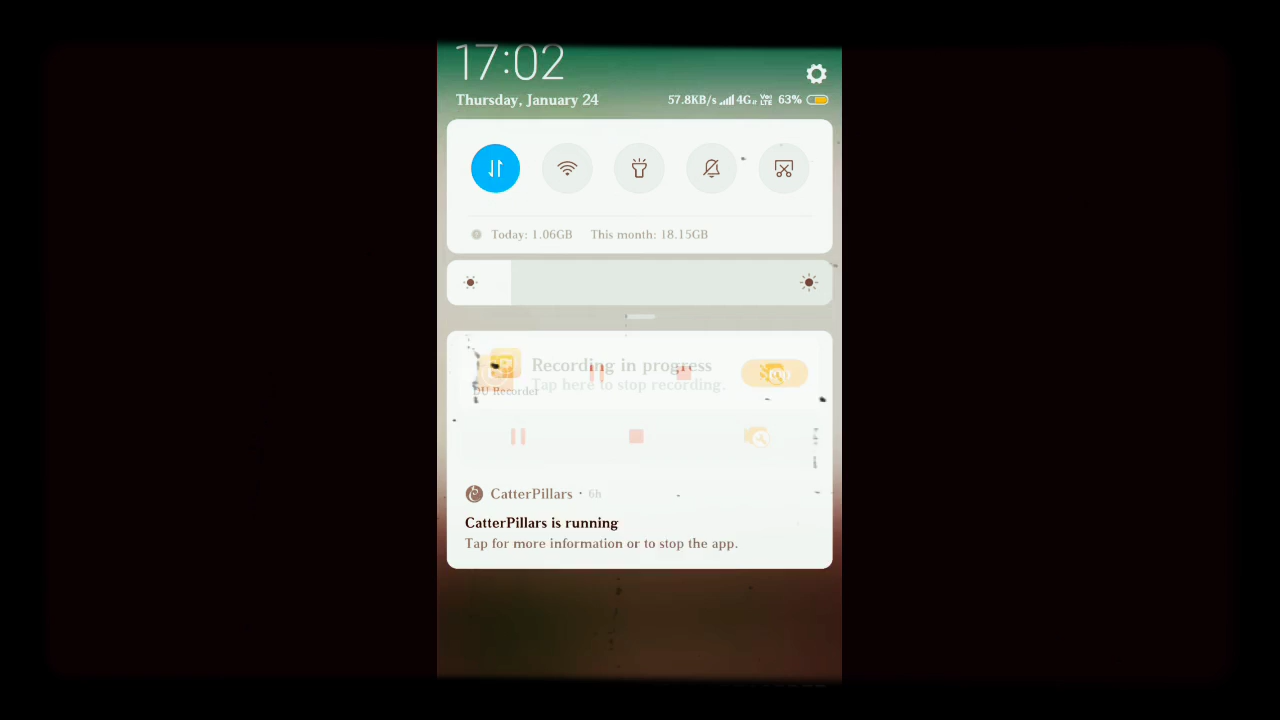 17:02
Thursday, January 24
57.8KB/s 4G Vo) LTE 63%
Today: 1.06GB This month: 18.15GB
Recording in progress
Tap here to stop recording.
DU Recorder
CatterPillars · 6h
CatterPillars is running
Tap for more information or to stop the app.